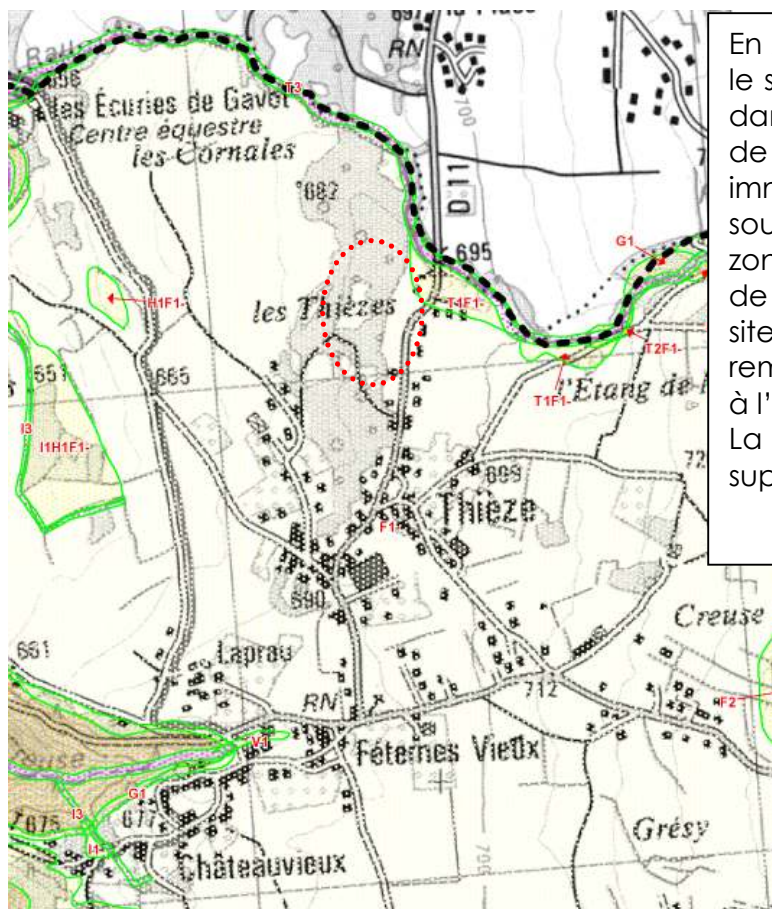 697
RN
656
les Écuries de Gavot
Centre équestre
les Cornales
T3
700
682
D 11
695
G1
H1F1-
les Thièzes
T1F1-
T2F1-
651
665
T1F1-
l'Etang de
I3
I1H1F1-
Thièze
F1
690
Creuse
661
Laprau
712
RN
F2
V1
Féternes Vieux
G1
I3
675
677
I1
Grésy
Châteauvieux
700
En
le s
dan
de
imm
sou
zon
de
site
rem
à l'
La
sup